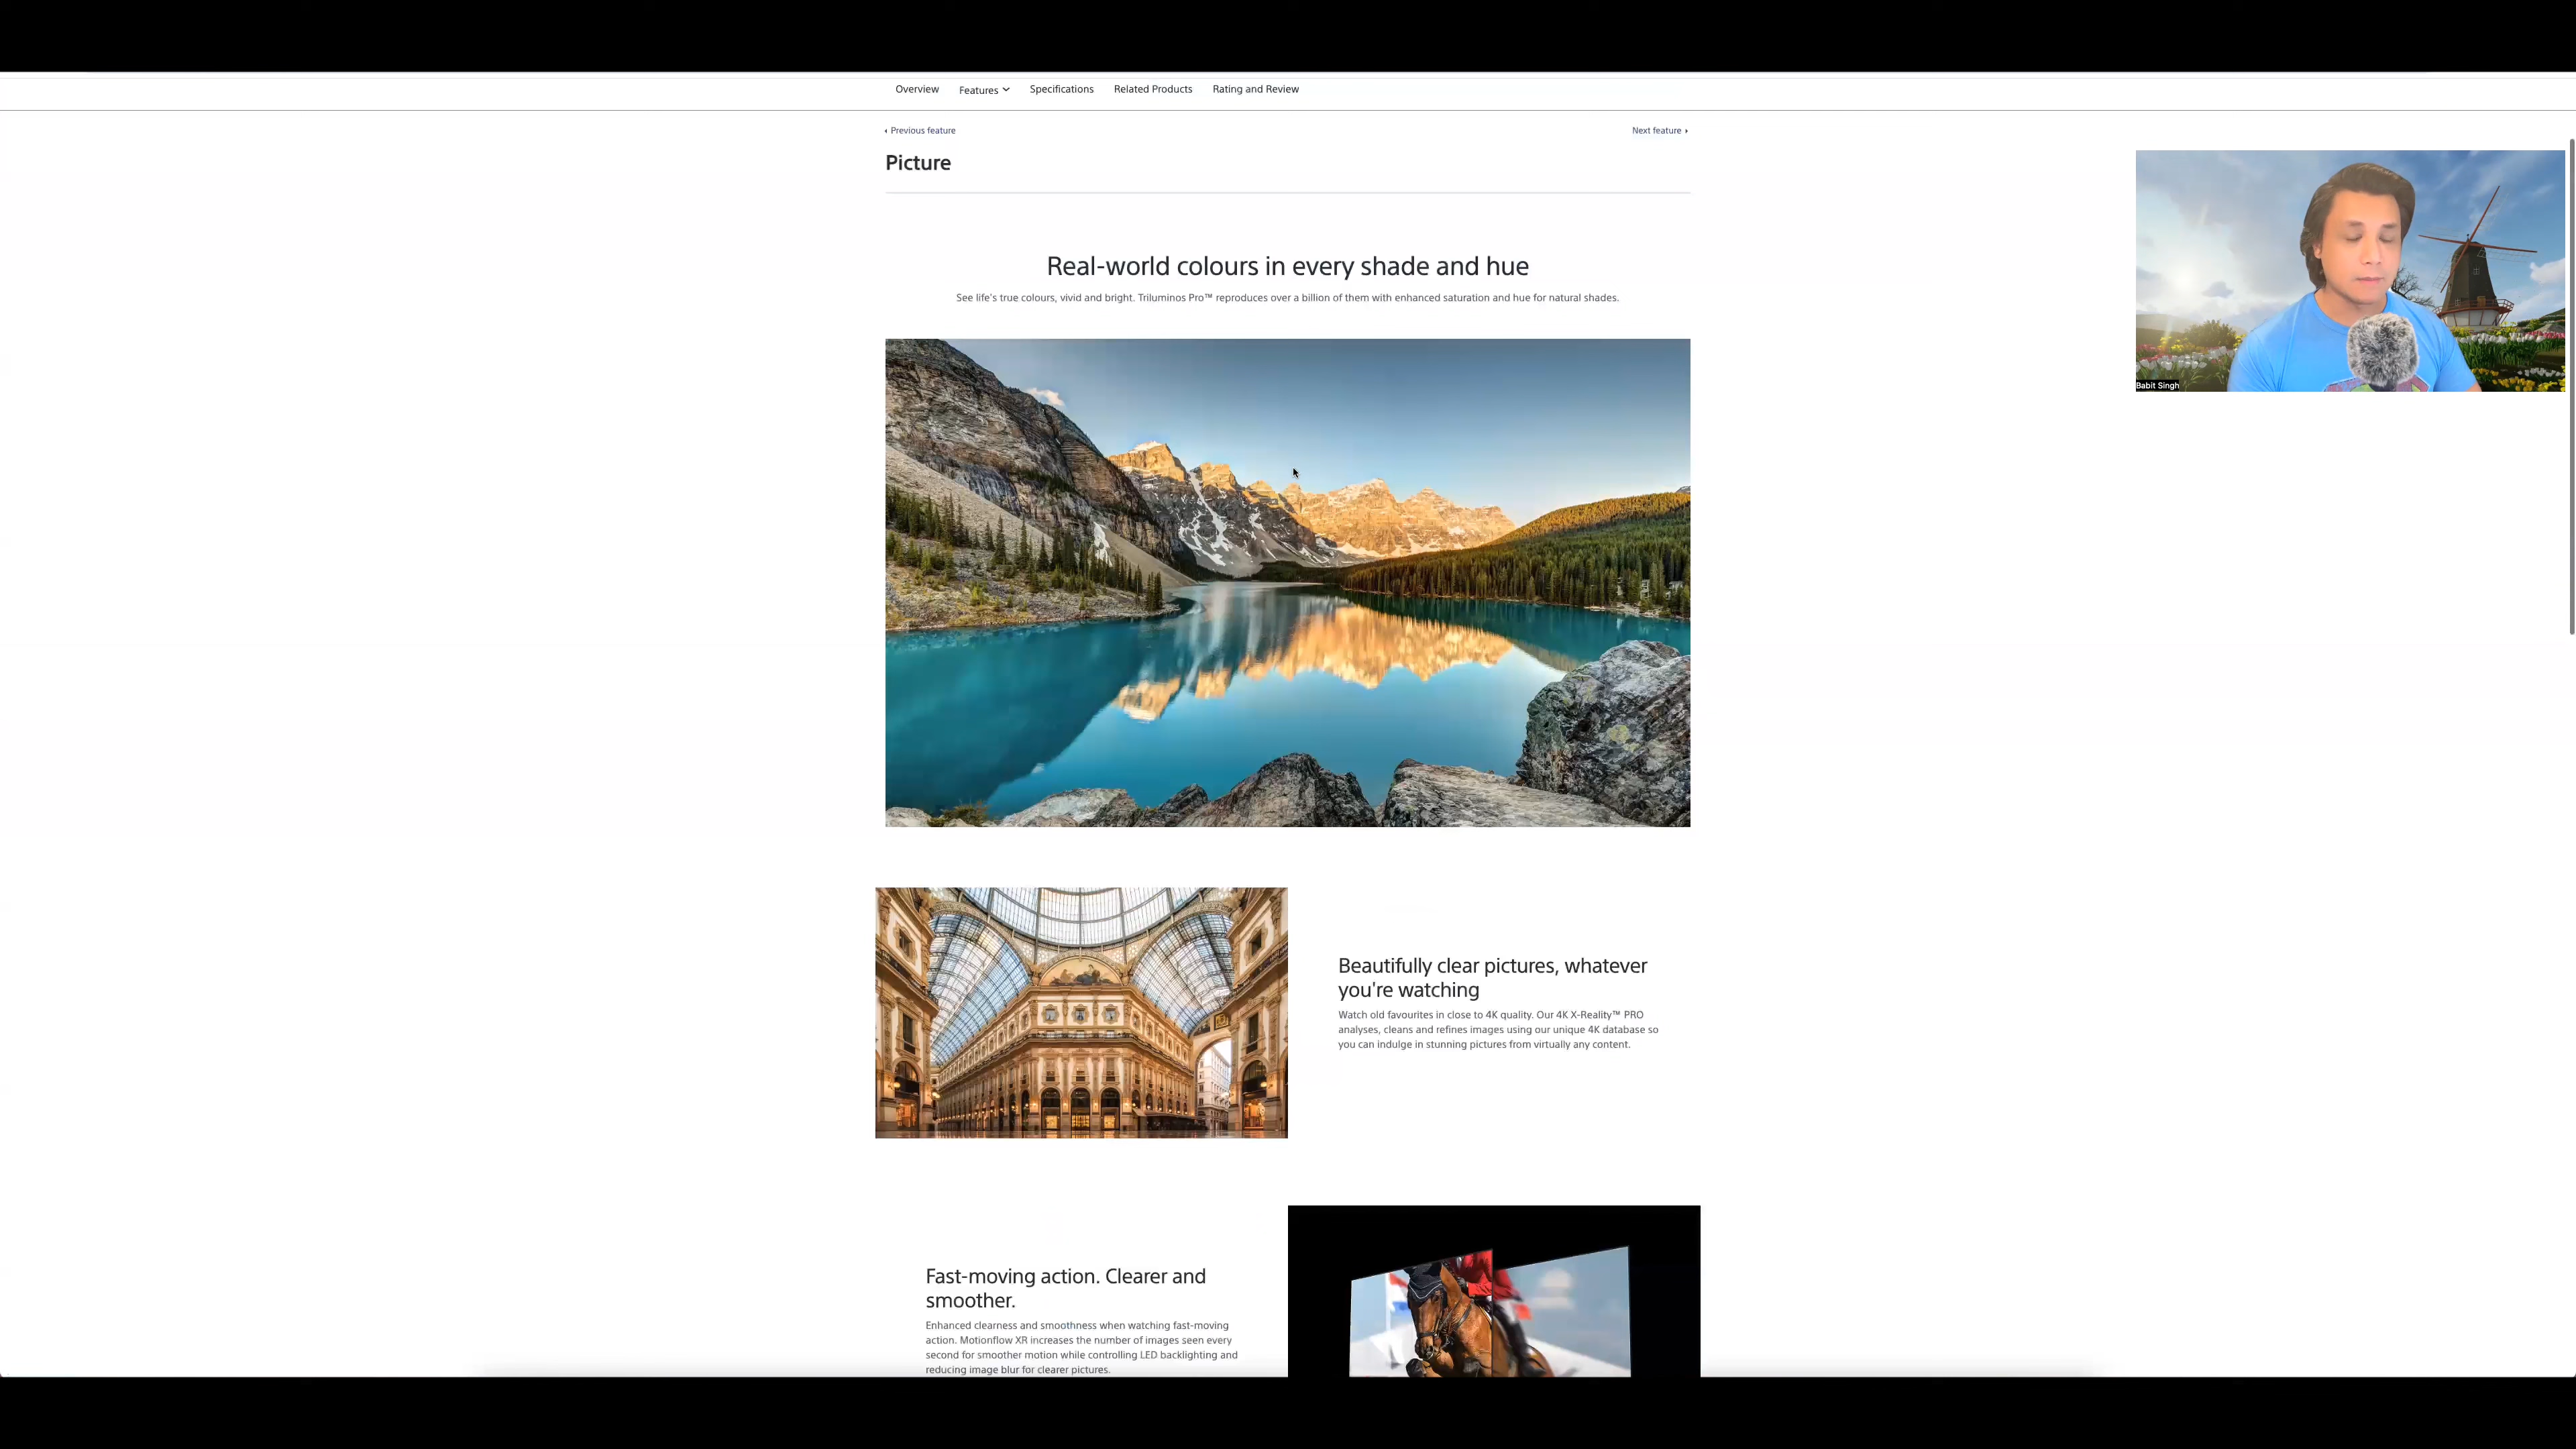 Overview Features Specifications Related Products Rating and Review
Previous feature
Next feature
Picture
Real-world colours in every shade and hue
See life's true colours, vivid and bright. Triluminos Pro™ reproduces over a billion of them with enhanced saturation and hue for natural shades.
Babit Singh
Beautifully clear pictures, whatever
you're watching
Watch old favourites in close to 4K quality. Our 4K X-Reality™ PRO
analyses, cleans and refines images using our unique 4K database so
you can indulge in stunning pictures from virtually any content.
Fast-moving action. Clearer and
smoother.
Enhanced clearness and smoothness when watching fast-moving
action. Motionflow XR increases the number of images seen every
second for smoother motion while controlling LED backlighting and
reducing image blur for clearer pictures.